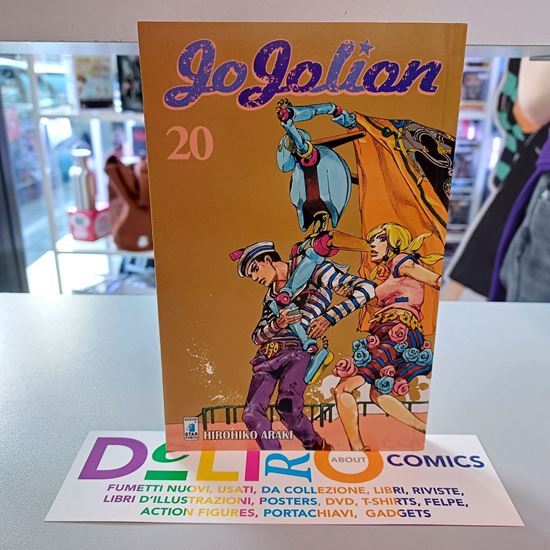 JoJolion
20
STAR
HIROHIKO ARAKI
DELIRO
ABOUT
COMICS
FUMETTI NUOVI, USATI, DA COLLEZIONE, LIBRI, RIVISTE,
LIBRI D'ILLUSTRAZIONI, POSTERS, DVD, T-SHIRTS, FELPE,
ACTION FIGURES, PORTACHIAVI, GADGETS